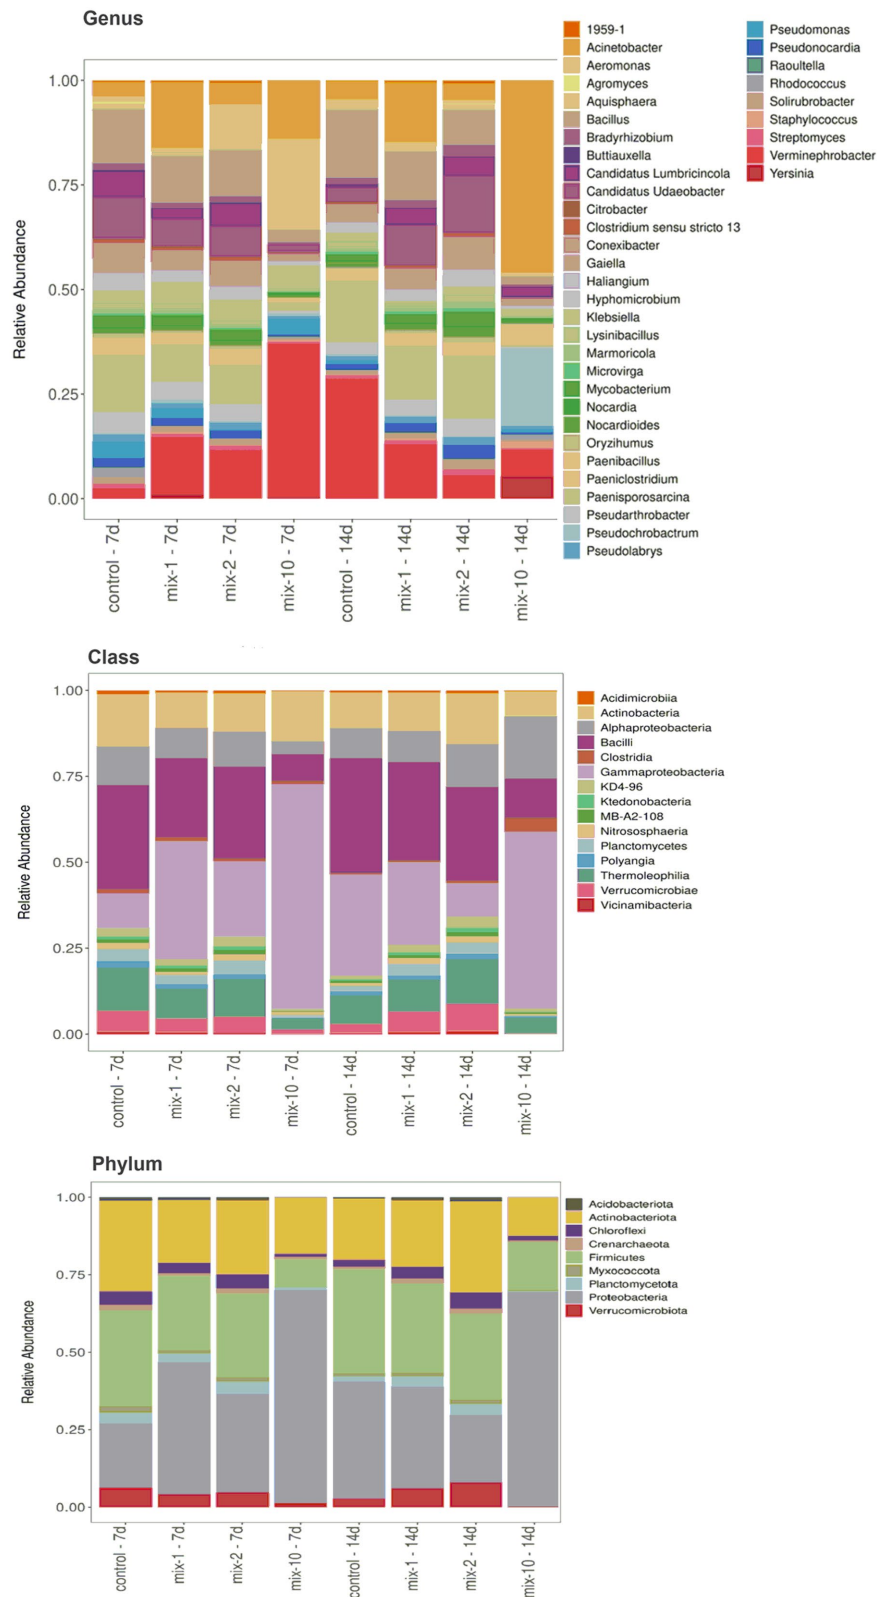 Genus
1.00
0.75
0.50
0.25
0.00
Relative Abundance
control - 7d
mix-1 - 7d
mix-2 - 7d
mix-10 - 7d
control - 14d
mix-1 - 14d
mix-2 - 14d
mix-10 - 14d
1959-1
Acinetobacter
Aeromonas
Agromyces
Aquisphaera
Bacillus
Bradyrhizobium
Buttiauxella
Candidatus Lumbricincola
Candidatus Udaeobacter
Citrobacter
Clostridium sensu stricto 13
Conexibacter
Gaiella
Haliangium
Hyphomicrobium
Klebsiella
Lysinibacillus
Marmoricola
Microvirga
Mycobacterium
Nocardia
Nocardioides
Oryzihumus
Paenibacillus
Paeniclostridium
Paenisporosarcina
Pseudarthrobacter
Pseudochrobactrum
Pseudolabrys
Pseudomonas
Pseudonocardia
Raoultella
Rhodococcus
Solirubrobacter
Staphylococcus
Streptomyces
Verminephrobacter
Yersinia
Class
1.00
0.75
0.50
0.25
0.00
Relative Abundance
control - 7d
mix-1 - 7d
mix-2 - 7d
mix-10 - 7d
control - 14d
mix-1 - 14d
mix-2 - 14d
mix-10 - 14d
Acidimicrobiia
Actinobacteria
Alphaproteobacteria
Bacilli
Clostridia
Gammaproteobacteria
KD4-96
Ktedonobacteria
MB-A2-108
Nitrososphaeria
Planctomycetes
Polyangia
Thermoleophilia
Verrucomicrobiae
Vicinamibacteria
Phylum
1.00
0.75
0.50
0.25
0.00
Relative Abundance
control - 7d
mix-1 - 7d
mix-2 - 7d
mix-10 - 7d
control - 14d
mix-1 - 14d
mix-2 - 14d
mix-10 - 14d
Acidobacteriota
Actinobacteriota
Chloroflexi
Crenarchaeota
Firmicutes
Myxococcota
Planctomycetota
Proteobacteria
Verrucomicrobiota